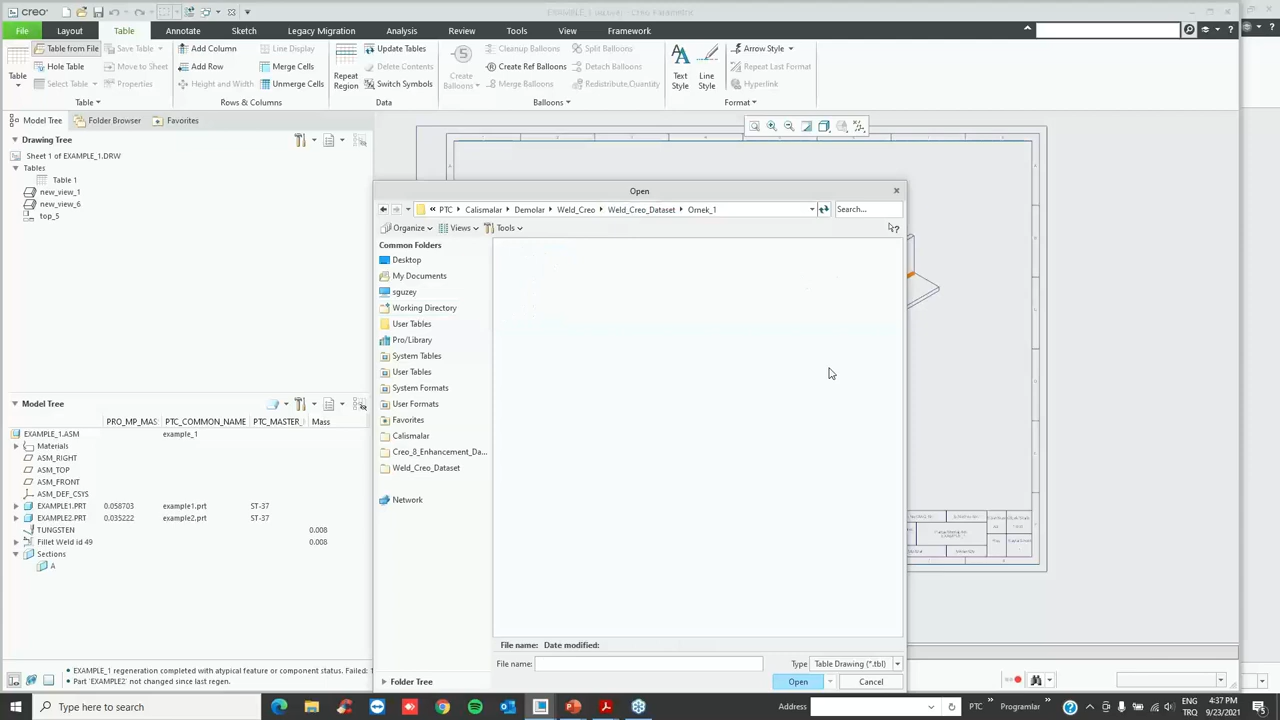 creo
EXAMPLE_1
File
Layout
Table
Annotate
Sketch
Legacy Migration
Analysis
Review
Tools
View
Framework
Table from File
Save Table
Hole Table
Move to Sheet
Select Table
Properties
Table
Table
Add Column
Line Display
Add Row
Merge Cells
Height and Width
Unmerge Cells
Rows & Columns
Repeat
Region
Update Tables
Delete Contents
Switch Symbols
Data
Create
Balloons
Cleanup Balloons
Split Balloons
Create Ref Balloons
Detach Balloons
Merge Balloons
Redistribute Quantity
Balloons
Text
Style
Line
Style
Arrow Style
Repeat Last Format
Hyperlink
Format
Model Tree
Folder Browser
Favorites
Drawing Tree
Sheet 1 of EXAMPLE_1.DRW
Tables
Table 1
new_view_1
new_view_6
top_5
Model Tree
PRO_MP_MAS
PTC_COMMON_NAME
PTC_MASTER_
Mass
EXAMPLE_1.ASM example_1
Materials
ASM_RIGHT
ASM_TOP
ASM_FRONT
ASM_DEF_CSYS
EXAMPLE1.PRT 0.058703 example1.prt ST-37
EXAMPLE2.PRT 0.035222 example2.prt ST-37
TUNGSTEN 0.008
Fillet Weld id 49 0.008
Sections
A
Open
« PTC Calismalar Demolar Weld_Creo Weld_Creo_Dataset Ornek_1
Search...
Organize Views Tools
Common Folders
Desktop
My Documents
sguzey
Working Directory
User Tables
Pro/Library
System Tables
User Tables
System Formats
User Formats
Favorites
Calismalar
Creo_8_Enhancement_Da...
Weld_Creo_Dataset
Network
Folder Tree
File name: Date modified:
File name:
Type Table Drawing (*.tbl)
Open
Cancel
• EXAMPLE_1 regeneration completed with atypical feature or component status. Failed: 1
• Part 'EXAMPLE2' not changed since last regen.
Type here to search
Address
PTC
Programlar
ENG
TRQ
4:37 PM
9/23/2021